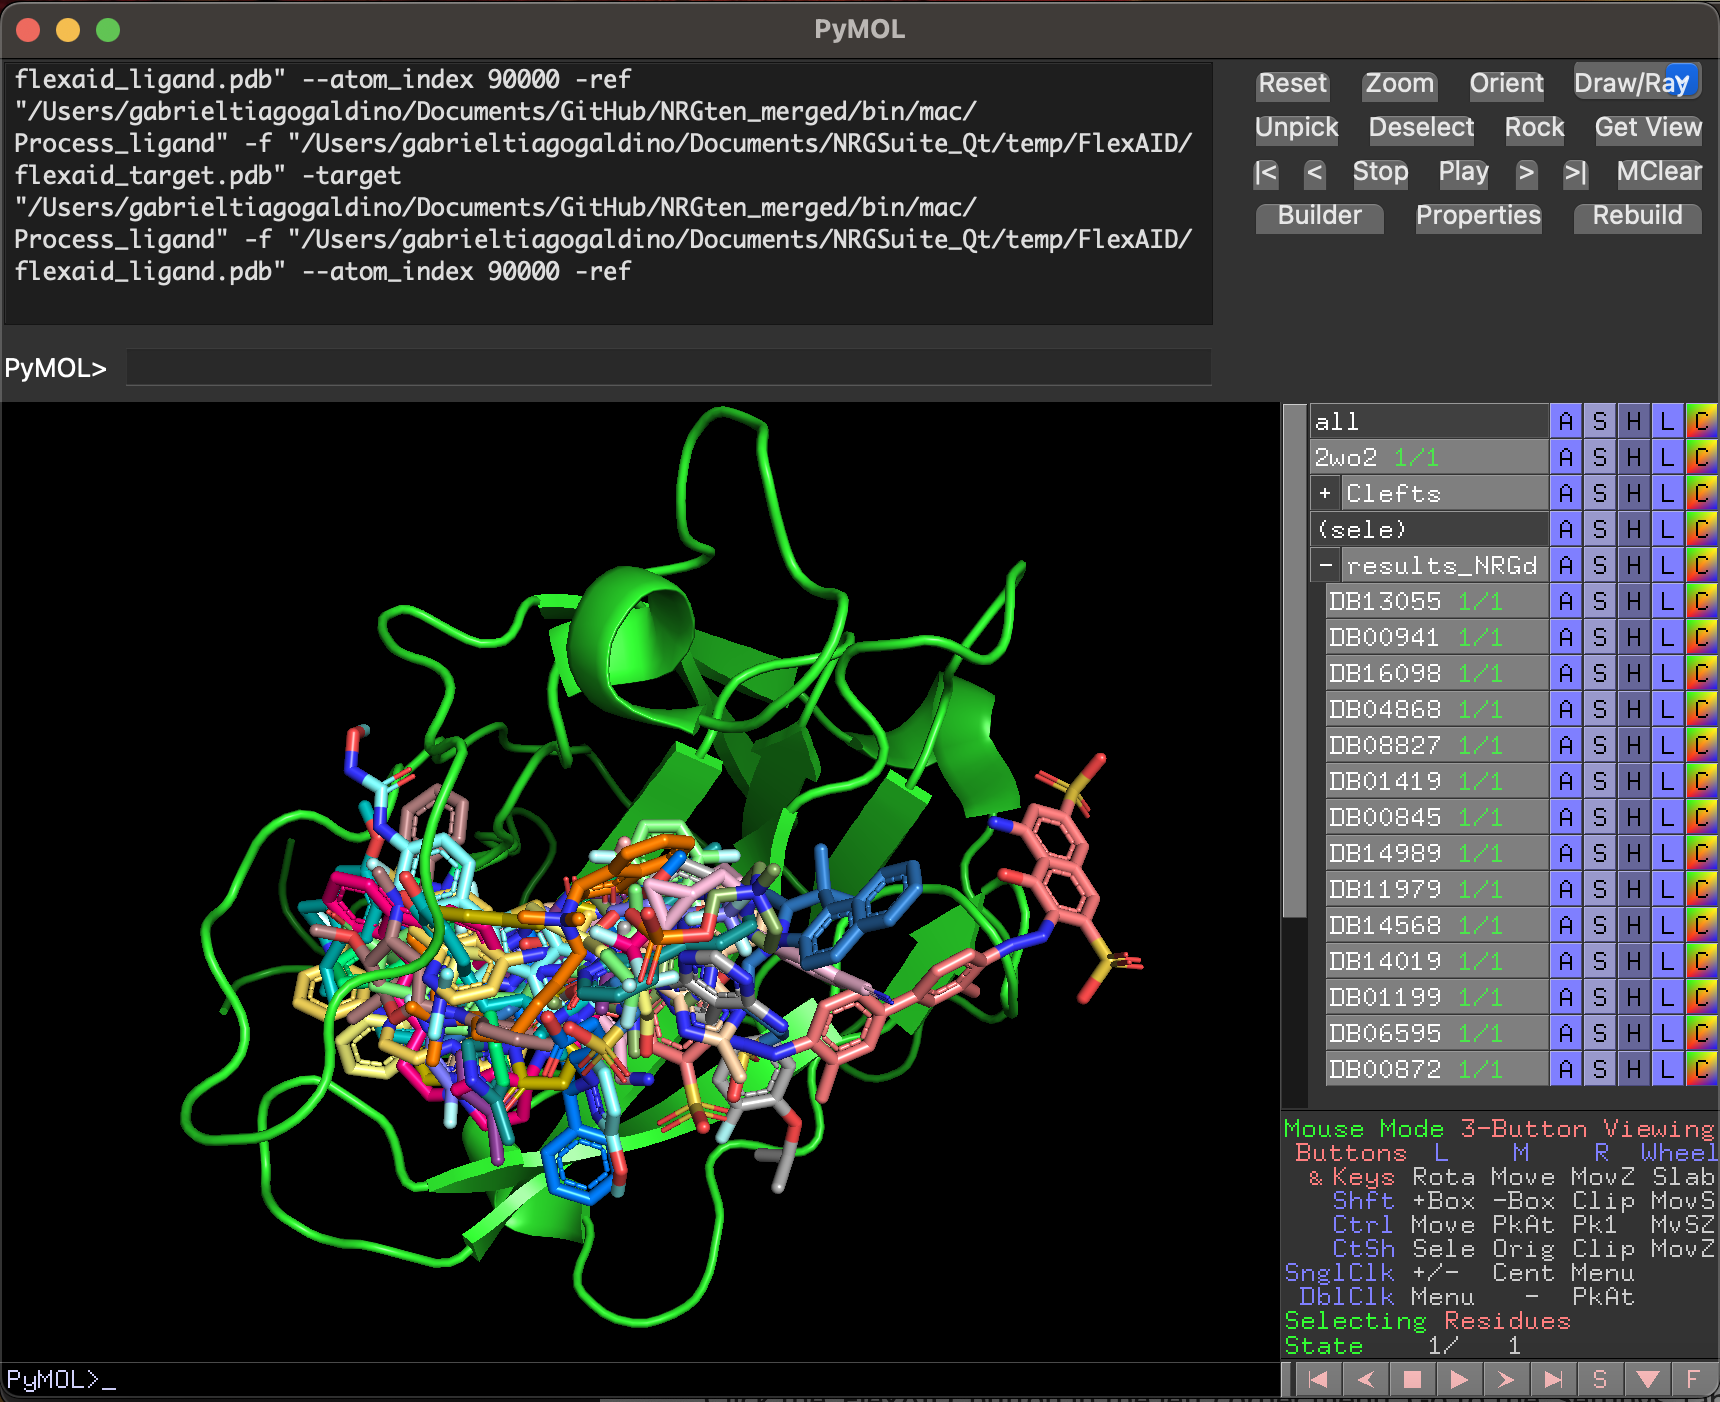 PyMOL
flexaid_ligand.pdb" --atom_index 90000 -ref
"/Users/gabrieltiagogaldino/Documents/GitHub/NRGten_merged/bin/mac/
Process_ligand" -f "/Users/gabrieltiagogaldino/Documents/NRGSuite_Qt/temp/FlexAID/
flexaid_target.pdb" -target
"/Users/gabrieltiagogaldino/Documents/GitHub/NRGten_merged/bin/mac/
Process_ligand" -f "/Users/gabrieltiagogaldino/Documents/NRGSuite_Qt/temp/FlexAID/
flexaid_ligand.pdb" --atom_index 90000 -ref
Reset Zoom Orient Draw/Ray
Unpick Deselect Rock Get View
|< < Stop Play > >| MClear
Builder Properties Rebuild
PyMOL>
all A S H L C
2wo2 1/1 A S H L C
+ Clefts A S H L C
(sele) A S H L C
- results_NRGd A S H L C
DB13055 1/1 A S H L C
DB00941 1/1 A S H L C
DB16098 1/1 A S H L C
DB04868 1/1 A S H L C
DB08827 1/1 A S H L C
DB01419 1/1 A S H L C
DB00845 1/1 A S H L C
DB14989 1/1 A S H L C
DB11979 1/1 A S H L C
DB14568 1/1 A S H L C
DB14019 1/1 A S H L C
DB01199 1/1 A S H L C
DB06595 1/1 A S H L C
DB00872 1/1 A S H L C
Mouse Mode 3-Button Viewing
Buttons L M R Wheel
& Keys Rota Move MovZ Slab
Shft +Box -Box Clip MovS
Ctrl Move PkAt Pk1 MvSZ
CtSh Sele Orig Clip MovZ
SnglClk +/- Cent Menu
DblClk Menu - PkAt
Selecting Residues
State 1/ 1
PyMOL>_
S F